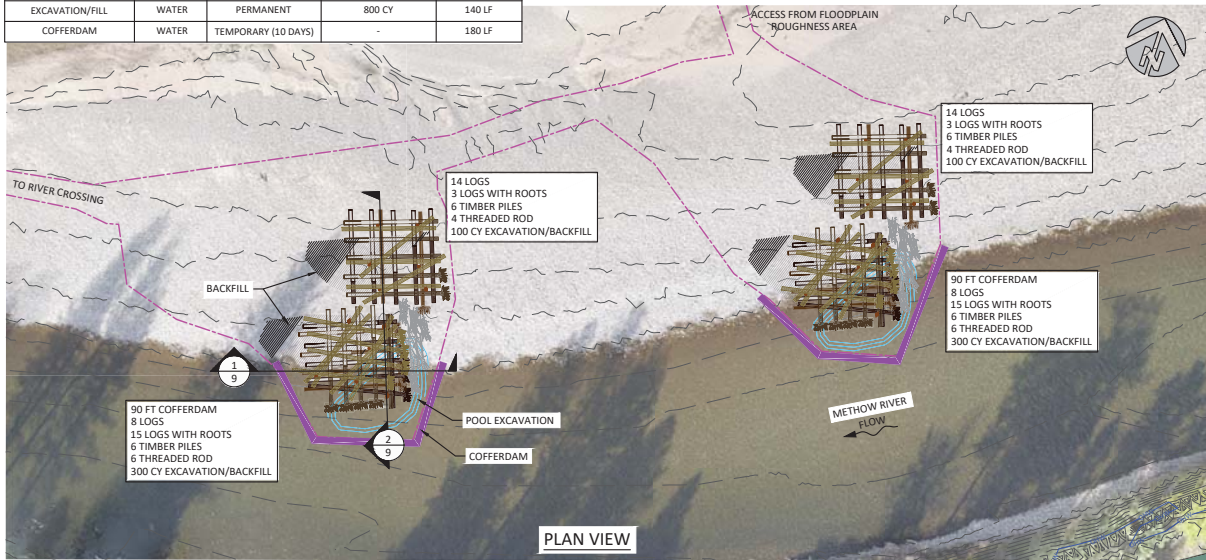 EXCAVATION/FILL WATER PERMANENT 800 CY 140 LF
COFFERDAM WATER TEMPORARY (10 DAYS) - 180 LF
ACCESS FROM FLOODPLAIN
ROUGHNESS AREA
N
14 LOGS
3 LOGS WITH ROOTS
6 TIMBER PILES
4 THREADED ROD
100 CY EXCAVATION/BACKFILL
TO RIVER CROSSING
14 LOGS
3 LOGS WITH ROOTS
6 TIMBER PILES
4 THREADED ROD
100 CY EXCAVATION/BACKFILL
BACKFILL
90 FT COFFERDAM
8 LOGS
15 LOGS WITH ROOTS
6 TIMBER PILES
6 THREADED ROD
300 CY EXCAVATION/BACKFILL
1
9
90 FT COFFERDAM
8 LOGS
15 LOGS WITH ROOTS
6 TIMBER PILES
6 THREADED ROD
300 CY EXCAVATION/BACKFILL
POOL EXCAVATION
METHOW RIVER
FLOW
2
9
COFFERDAM
PLAN VIEW